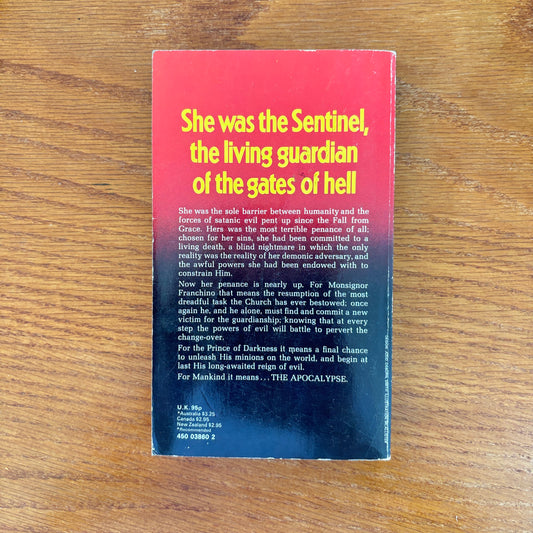 She was the Sentinel,
the living guardian
of the gates of hell
She was the sole barrier between humanity and the
forces of satanic evil pent up since the Fall from
Grace. Hers was the most terrible penance of all;
chosen for her sins, she had been committed to a
living death, a blind nightmare in which the only
reality was the reality of her demonic adversary, and
the awful powers she had been endowed with to
constrain Him.
Now her penance is nearly up. For Monsignor
Franchino that means the resumption of the most
dreadful task the Church has ever bestowed; once
again he, and he alone, must find and commit a new
victim for the guardianship; knowing that at every
step the powers of evil will battle to pervert the
change-over.
For the Prince of Darkness it means a final chance
to unleash His minions on the world, and begin at
last His long-awaited reign of evil.
For Mankind it means... THE APOCALYPSE.
U.K. 95p
*Australia $3.25
Canada $2.95
New Zealand $2.95
*Recommended
450 03860 2